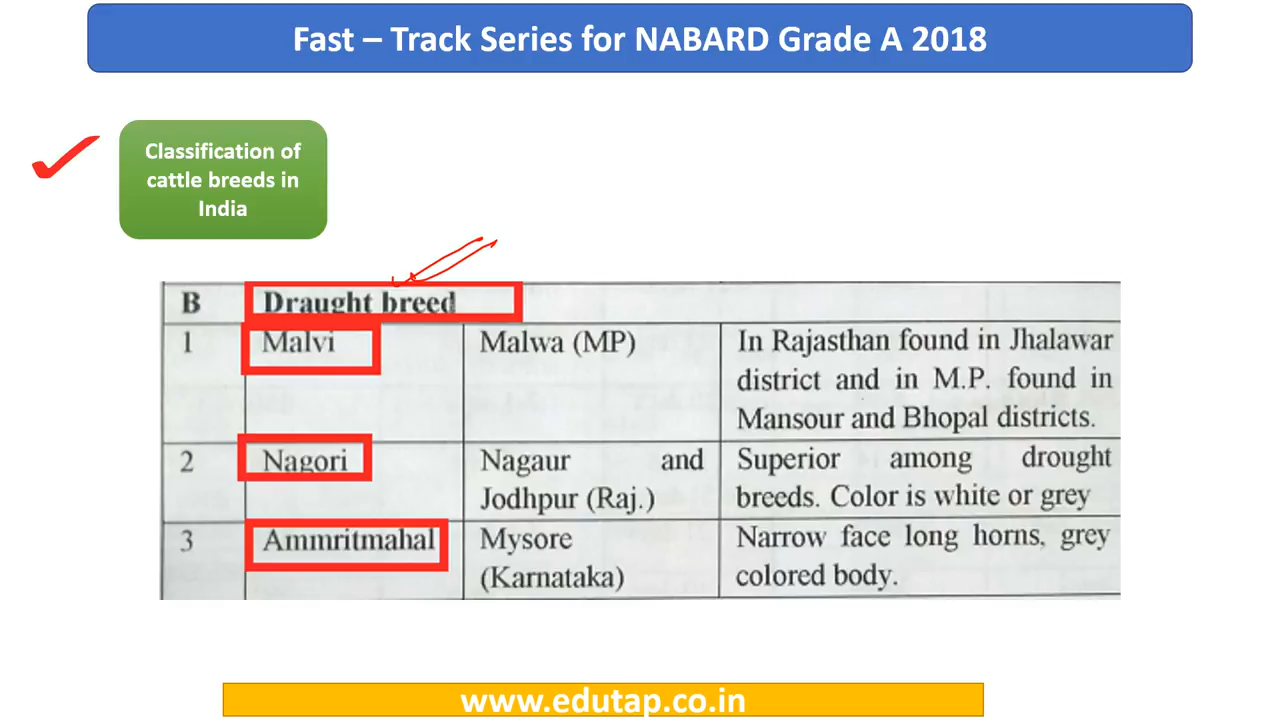 Fast – Track Series for NABARD Grade A 2018
Classification of
cattle breeds in
India
B Draught breed
1 Malvi Malwa (MP) In Rajasthan found in Jhalawar
district and in M.P. found in
Mansour and Bhopal districts.
2 Nagori Nagaur and Superior among drought
Jodhpur (Raj.) breeds. Color is white or grey
3 Ammritmahal Mysore Narrow face long horns, grey
(Karnataka) colored body.
www.edutap.co.in